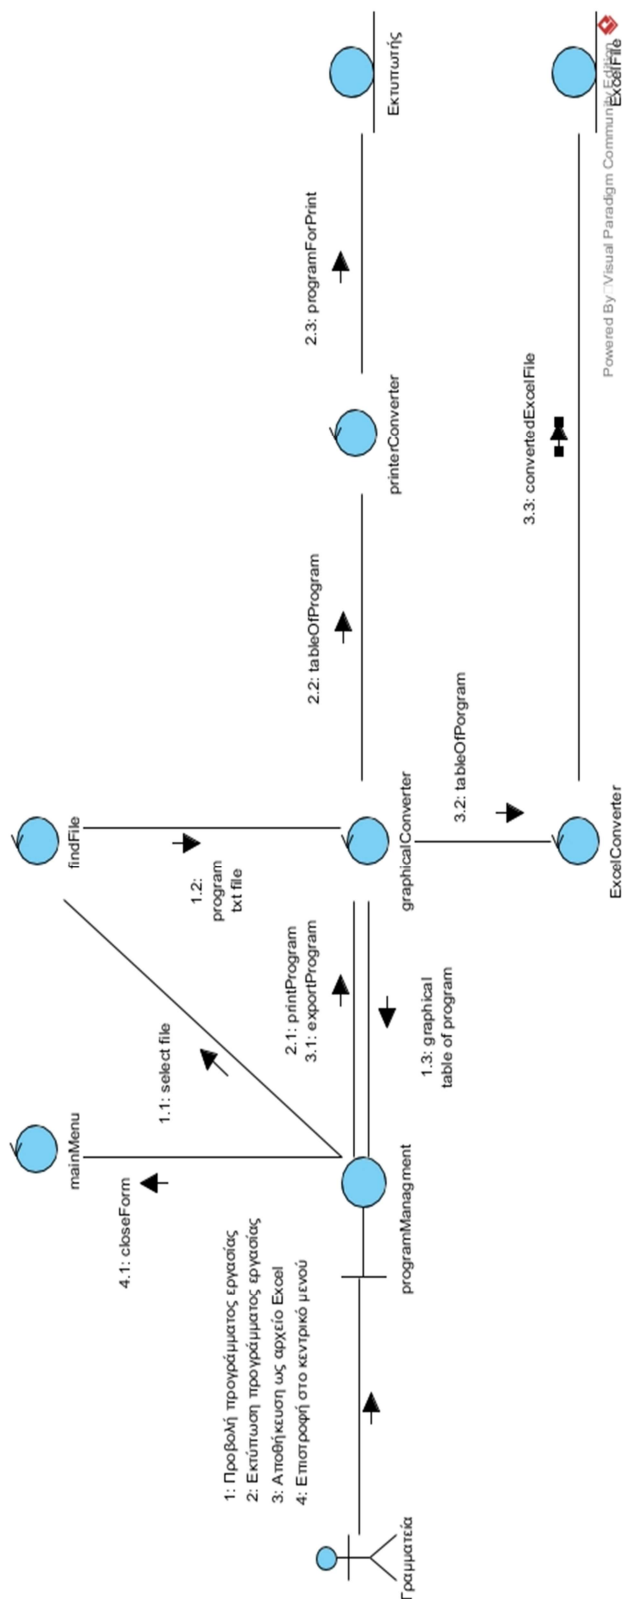 mainMenu
findFile
4.1: closeForm
1.1: select file
1.2:
program
txt file
1: Προβολή προγράμματος εργασίας
2: Εκτύπωση προγράμματος εργασίας
3: Αποθήκευση ως αρχείο Excel
4: Επιστροφή στο κεντρικό μενού
2.1: printProgram
3.1: exportProgram
2.2: tableOfProgram
2.3: programForPrint
Γραμματεία
programManagment
1.3: graphical
table of program
graphicalConverter
printerConverter
Εκτυπωτής
3.2: tableOfPorgram
3.3: convertedExcelFile
ExcelConverter
ExcelFile
Powered By Visual Paradigm Community Edition